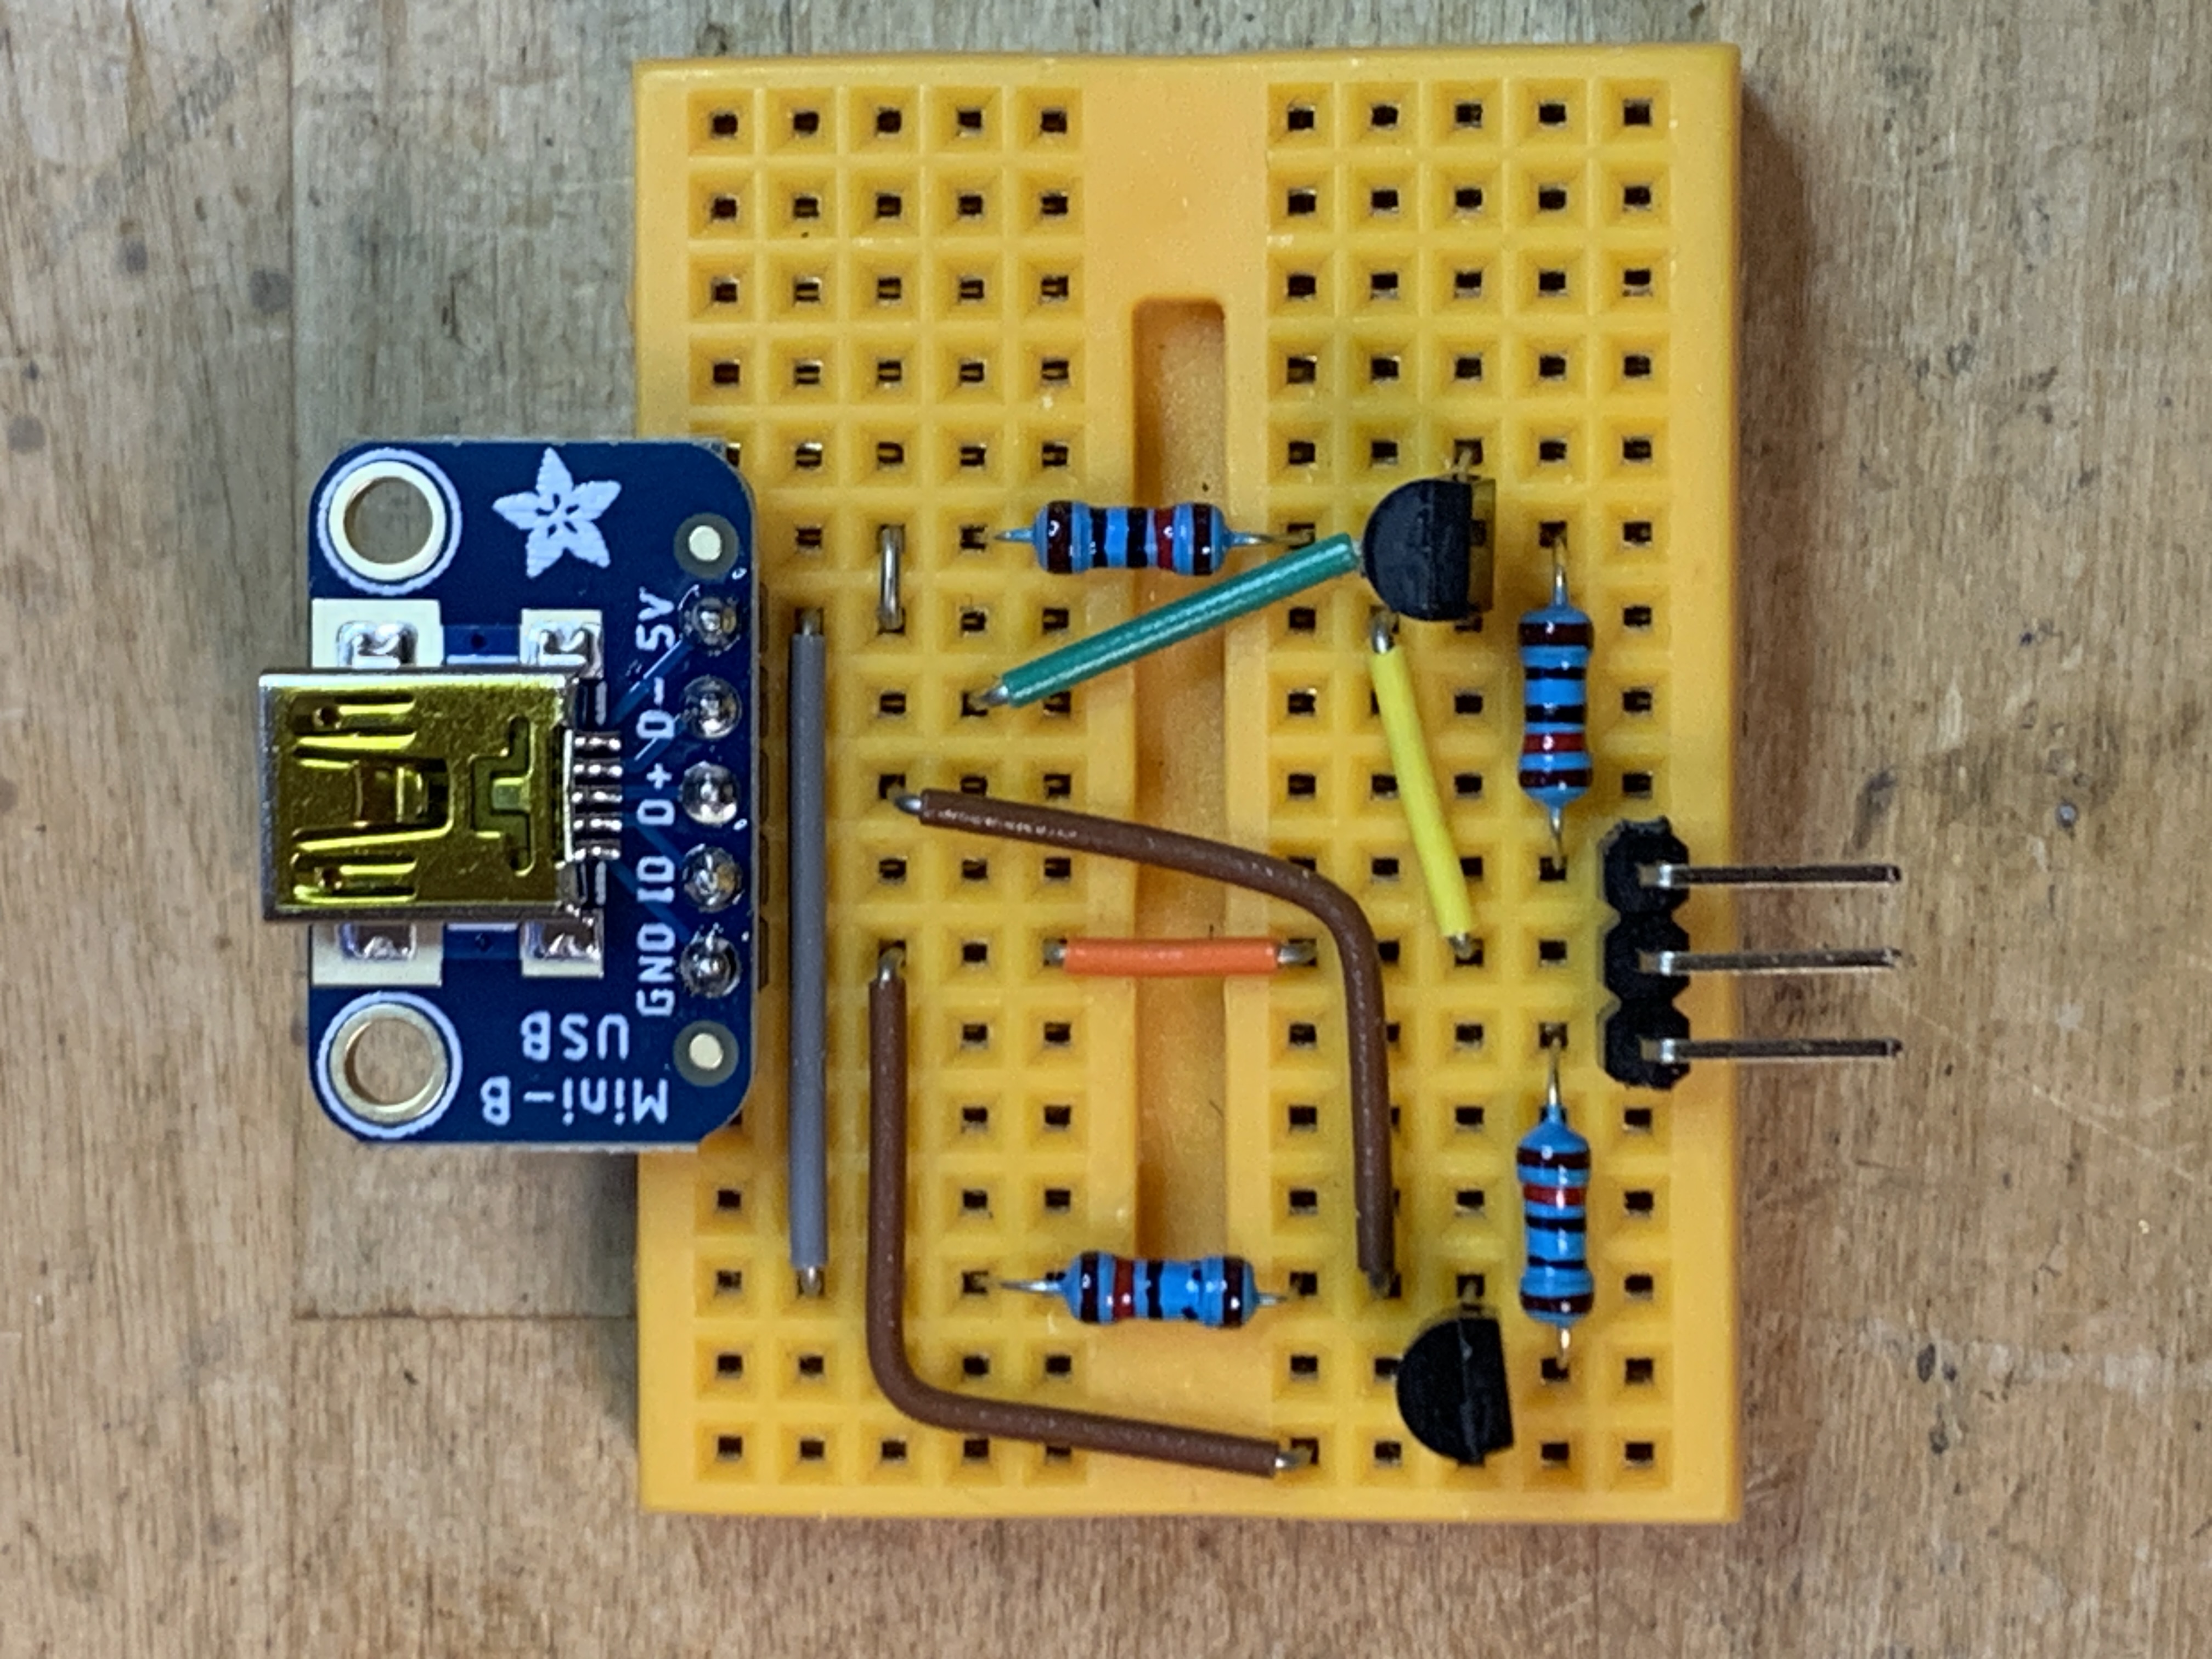 Mini-B
USB
GND ID D+ D- 5V